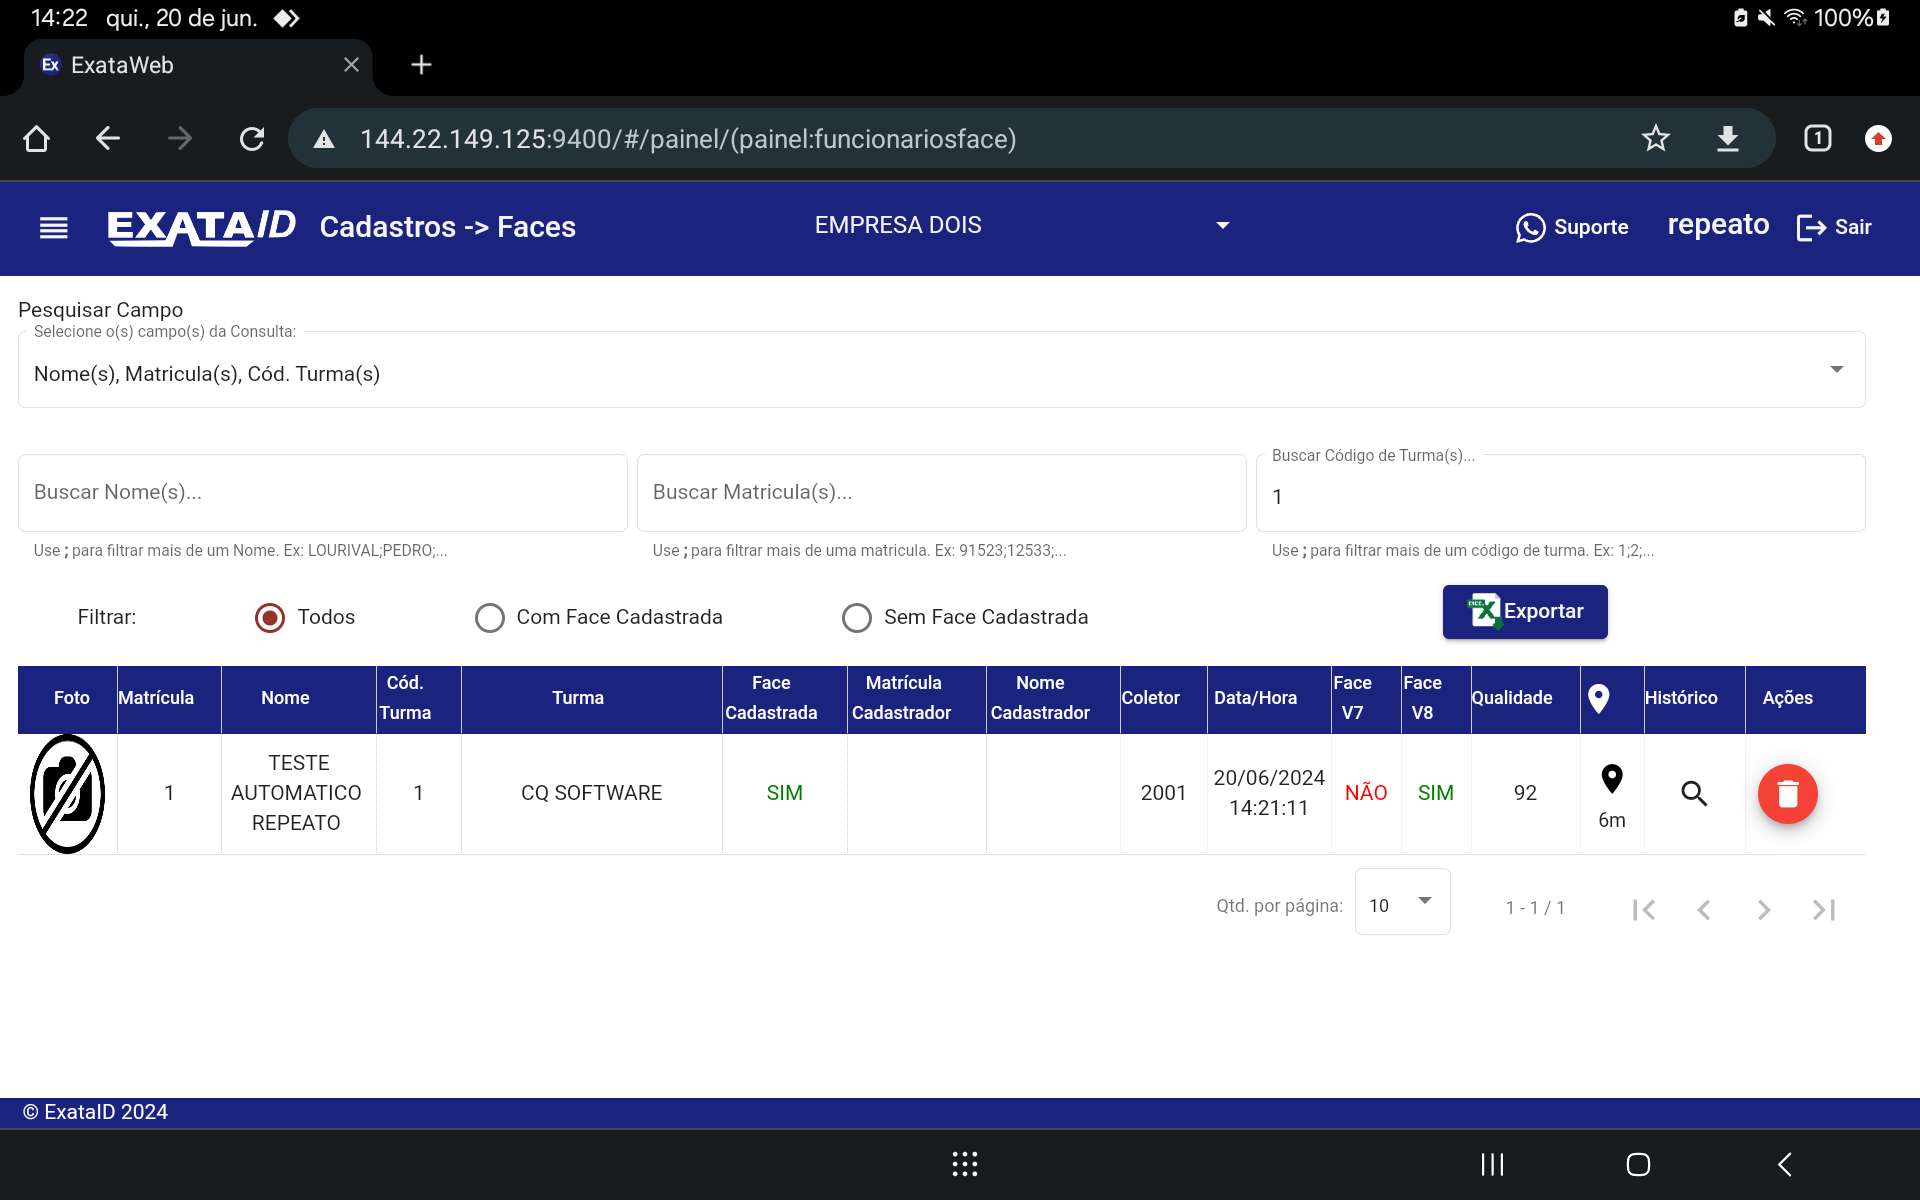 14:22 qui., 20 de jun. 100%
Ex ExataWeb
144.22.149.125:9400/#/painel/(painel:funcionariosface) 1
EXATAID Cadastros -> Faces EMPRESA DOIS Suporte repeato Sair
Pesquisar Campo
Selecione o(s) campo(s) da Consulta:
Nome(s), Matricula(s), Cód. Turma(s)
Buscar Código de Turma(s)...
Buscar Nome(s)... Buscar Matricula(s)... 1
Use ; para filtrar mais de um Nome. Ex: LOURIVAL;PEDRO;... Use ; para filtrar mais de uma matricula. Ex: 91523;12533;... Use ; para filtrar mais de um código de turma. Ex: 1;2;...
Filtrar: Todos Com Face Cadastrada Sem Face Cadastrada Exportar
Foto Matrícula Nome Cód. Turma Turma Face Cadastrada Matrícula Cadastrador Nome Cadastrador Coletor Data/Hora Face V7 Face V8 Qualidade Histórico Ações
1 TESTE AUTOMATICO REPEATO 1 CQ SOFTWARE SIM 2001 20/06/2024 14:21:11 NÃO SIM 92 6m
Qtd. por página: 10 1 - 1 / 1
© ExataID 2024